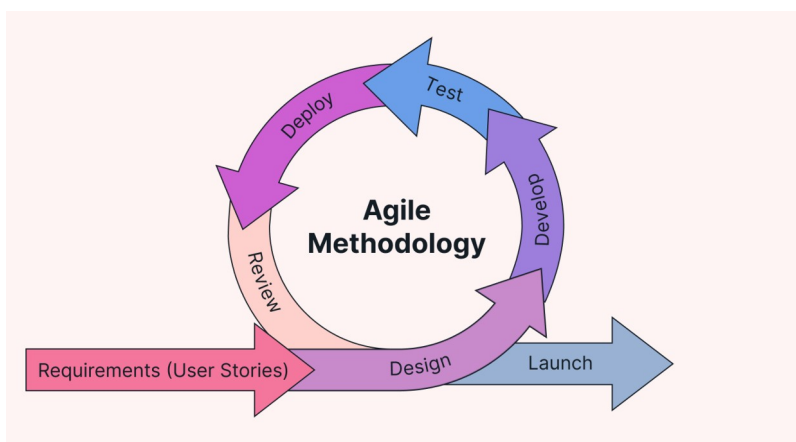 Test
Deploy
Agile
Methodology
Develop
Review
Requirements (User Stories)
Design
Launch